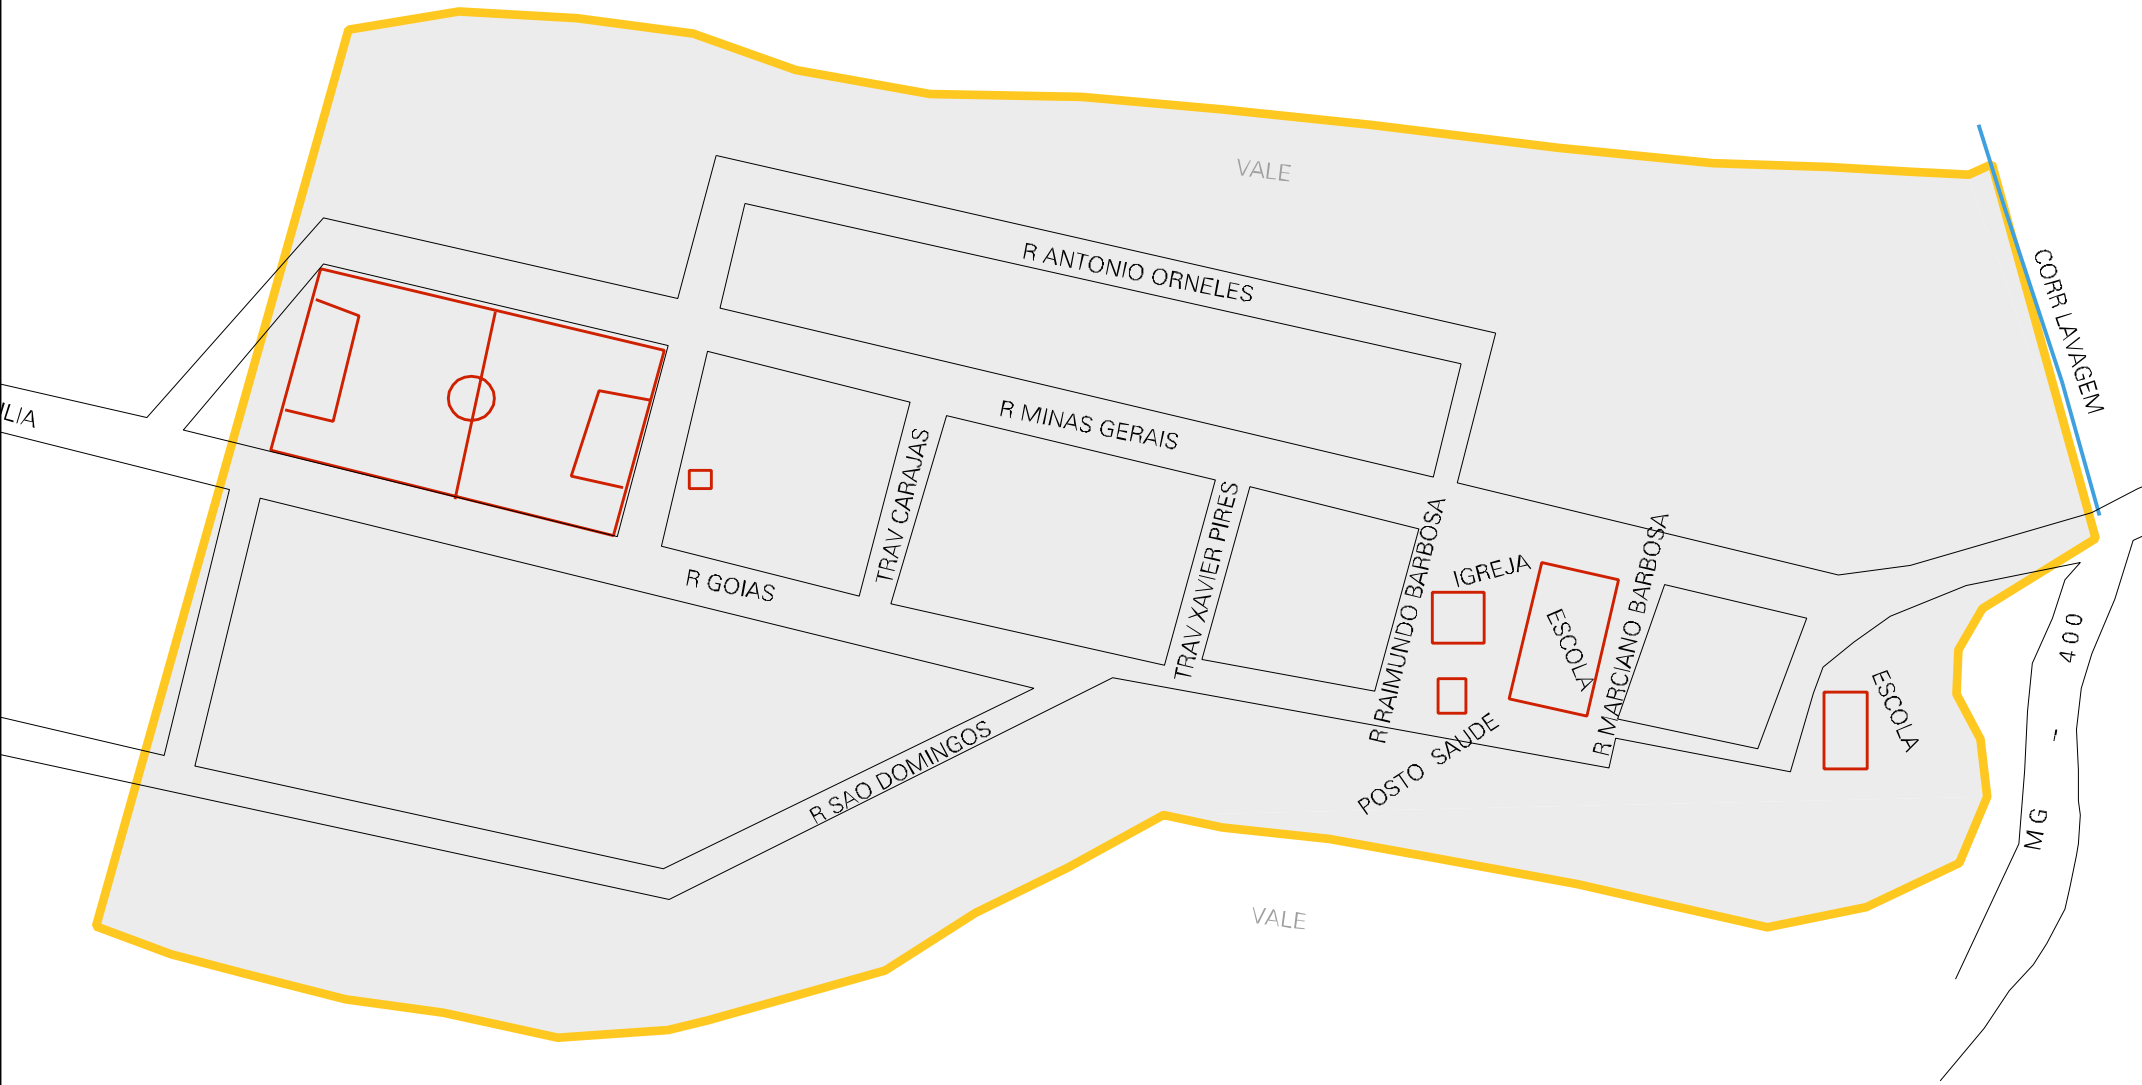 VALE
R ANTONIO ORNELES
CORR LAVAGEM
ILIA
R MINAS GERAIS
TRAV CARAJAS
TRAV XAVIER PIRES
R RAIMUNDO BARBOSA
R MARCIANO BARBOSA
IGREJA
ESCOLA
R GOIAS
MG - 400
ESCOLA
POSTO SAUDE
R SAO DOMINGOS
VALE